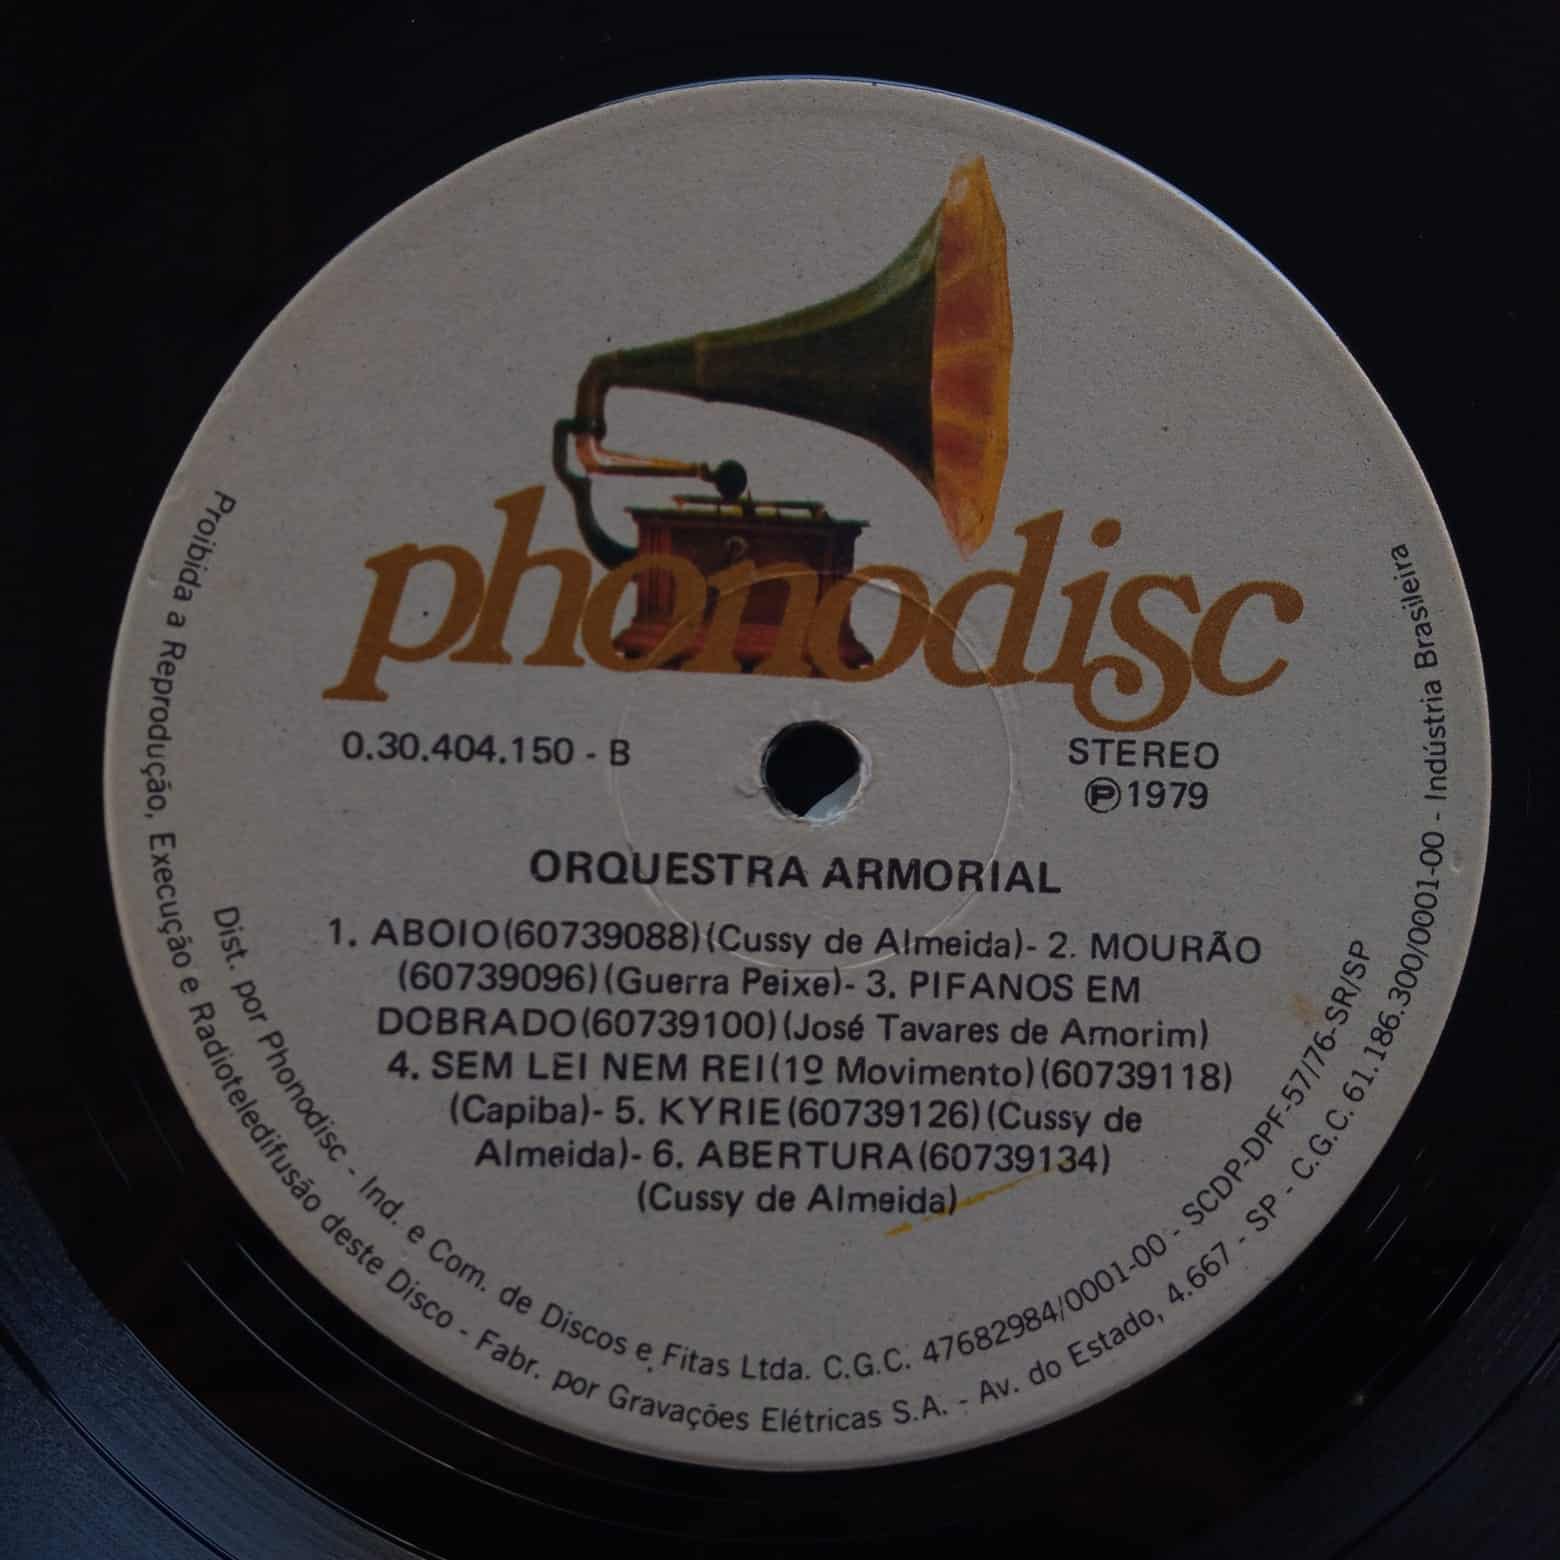 phonodisc
0.30.404.150 - B
STEREO
Ⓟ1979
ORQUESTRA ARMORIAL
1. ABOIO(60739088)(Cussy de Almeida)- 2. MOURÃO
(60739096)(Guerra Peixe)- 3. PIFANOS EM
DOBRADO(60739100)(José Tavares de Amorim)
4. SEM LEI NEM REI(1º Movimento)(60739118)
(Capiba)- 5. KYRIE(60739126)(Cussy de
Almeida)- 6. ABERTURA(60739134)
(Cussy de Almeida)
Dist. por Phonodisc - Ind. e Com. de Discos e Fitas Ltda. C.G.C. 47682984/0001-00 - SCDP-DPF-57/76-SR/SP
Proibida a Reprodução, Execução e Radioteledifusão deste Disco - Fabr. por Gravações Elétricas S.A. - Av. do Estado, 4.667 - SP - C.G.C. 61.186.300/0001-00 - Indústria Brasileira